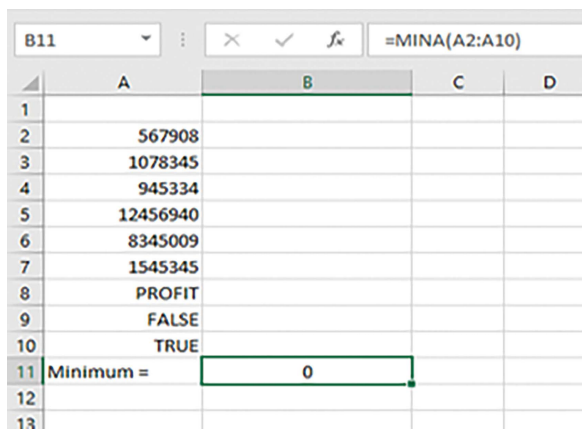 B11 fx =MINA(A2:A10)
A B C D
1
2 567908
3 1078345
4 945334
5 12456940
6 8345009
7 1545345
8 PROFIT
9 FALSE
10 TRUE
11 Minimum = 0
12
13